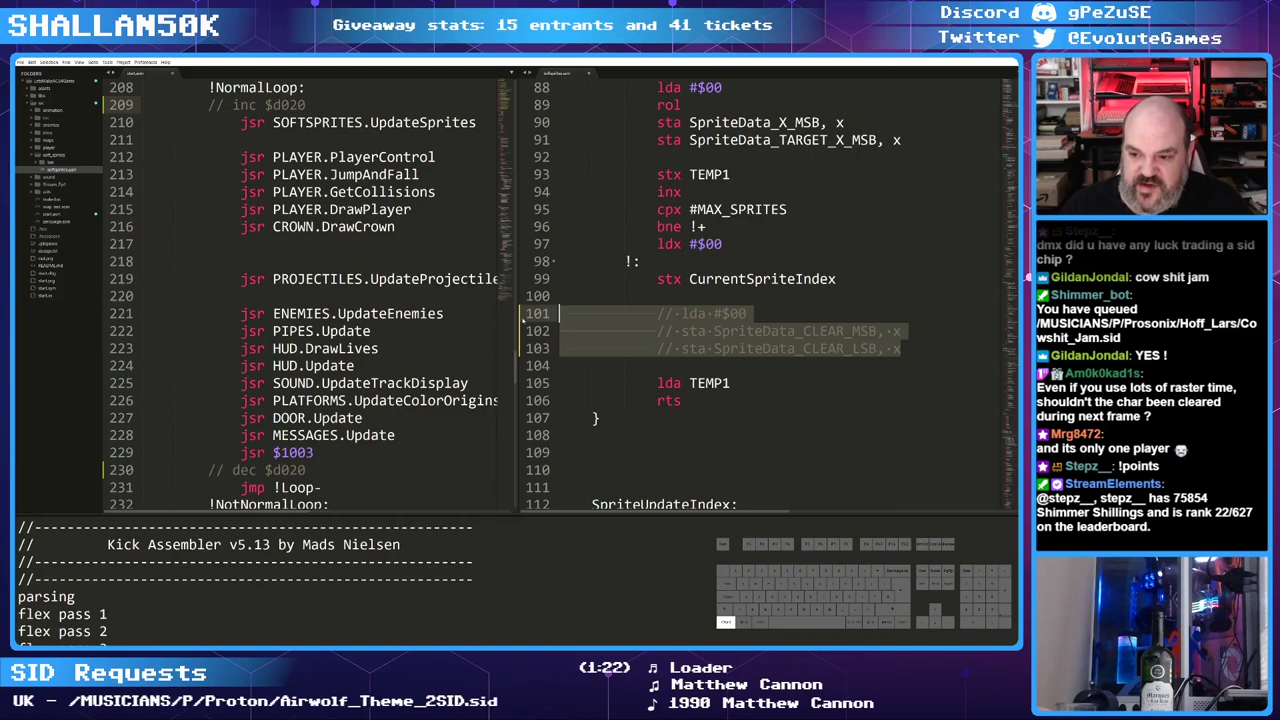 SHALLAN50K
Giveaway stats: 15 entrants and 41 tickets
Discord gPeZuSE
Twitter @EvoluteGames
FOLDERS
208 !NormalLoop:
209 // inc $d020
210 jsr SOFTSPRITES.UpdateSprites
211
212 jsr PLAYER.PlayerControl
213 jsr PLAYER.JumpAndFall
214 jsr PLAYER.GetCollisions
215 jsr PLAYER.DrawPlayer
216 jsr CROWN.DrawCrown
217
218
219 jsr PROJECTILES.UpdateProjectile
220
221 jsr ENEMIES.UpdateEnemies
222 jsr PIPES.Update
223 jsr HUD.DrawLives
224 jsr HUD.Update
225 jsr SOUND.UpdateTrackDisplay
226 jsr PLATFORMS.UpdateColorOrigins
227 jsr DOOR.Update
228 jsr MESSAGES.Update
229 jsr $1003
230 // dec $d020
231 jmp !Loop-
232 !NotNormalLoop:
88 lda #$00
89 rol
90 sta SpriteData_X_MSB, x
91 sta SpriteData_TARGET_X_MSB, x
92
93 stx TEMP1
94 inx
95 cpx #MAX_SPRITES
96 bne !+
97 ldx #$00
98 !:
99 stx CurrentSpriteIndex
100
101 // lda #$00
102 // sta SpriteData_CLEAR_MSB, x
103 // sta SpriteData_CLEAR_LSB, x
104
105 lda TEMP1
106 rts
107 }
108
109
110
111
112 SpriteUpdateIndex:
//------------------------------------------------------
// Kick Assembler v5.13 by Mads Nielsen
//------------------------------------------------------
//------------------------------------------------------
parsing
flex pass 1
flex pass 2
Stepz_:
dmx did u have any luck trading a sid chip ?
GildanJondal: cow shit jam
Shimmer_bot:
You have queued
/MUSICIANS/P/Prosonix/Hoff_Lars/Co
wshit_Jam.sid
GildanJondal: YES !
Am0k0kad1s:
Even if you use lots of raster time,
shouldn't the char been cleared
during next frame ?
Mrg8472:
and its only one player
Stepz__: !points
StreamElements:
@stepz__, stepz__ has 75854
Shimmer Shillings and is rank 22/627
on the leaderboard.
SID Requests
UK - /MUSICIANS/P/Proton/Airwolf_Theme_2SID.sid
(1:22) ♫ Loader
♫ Matthew Cannon
♪ 1990 Matthew Cannon